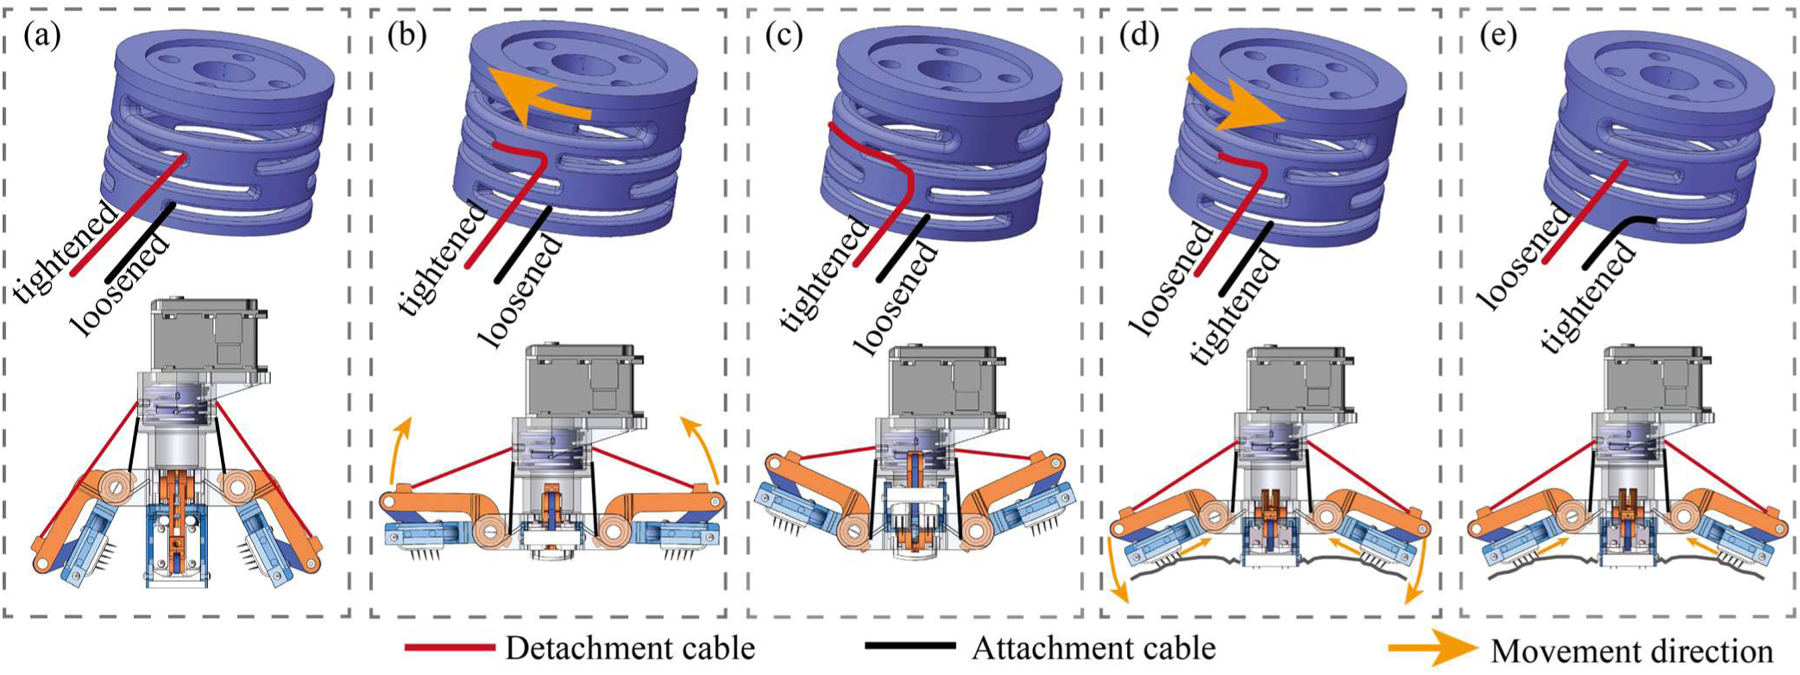 (a)
tightened
loosened
(b)
tightened
loosened
(c)
tightened
loosened
(d)
loosened
tightened
(e)
loosened
tightened
Detachment cable
Attachment cable
Movement direction